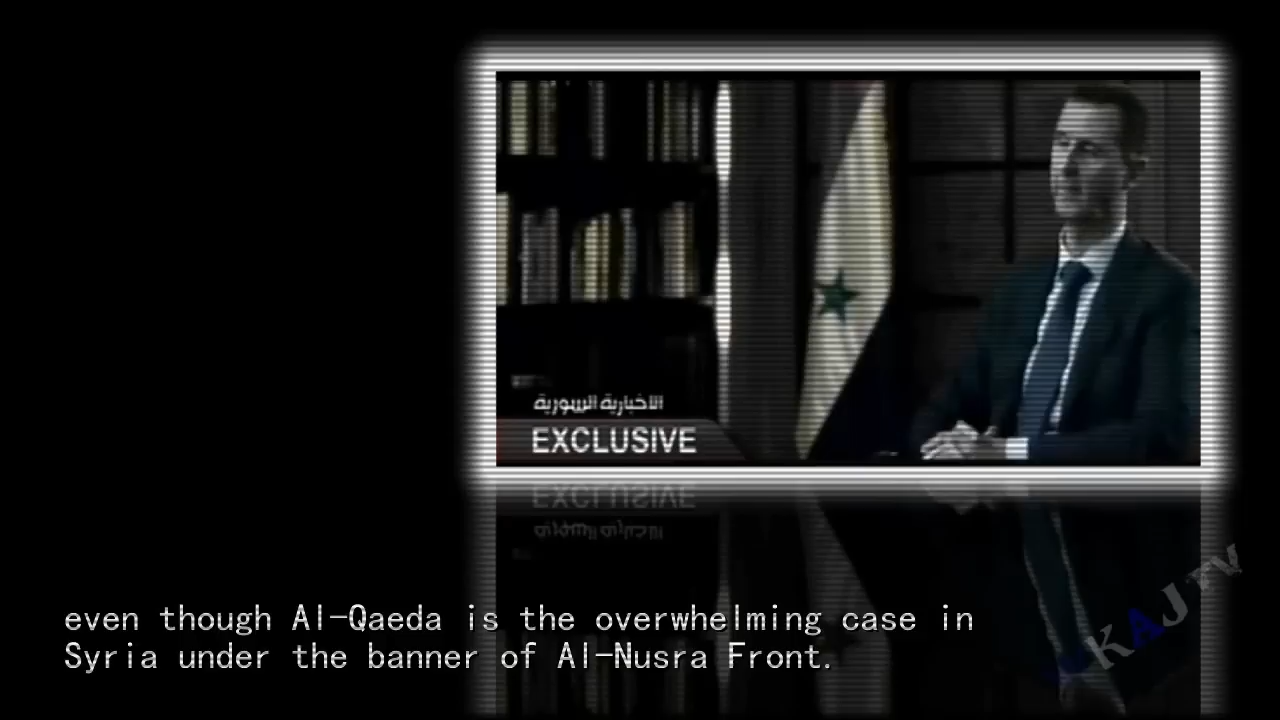 الاخبارية السورية
EXCLUSIVE
KAJ TV
even though Al-Qaeda is the overwhelming case in
Syria under the banner of Al-Nusra Front.